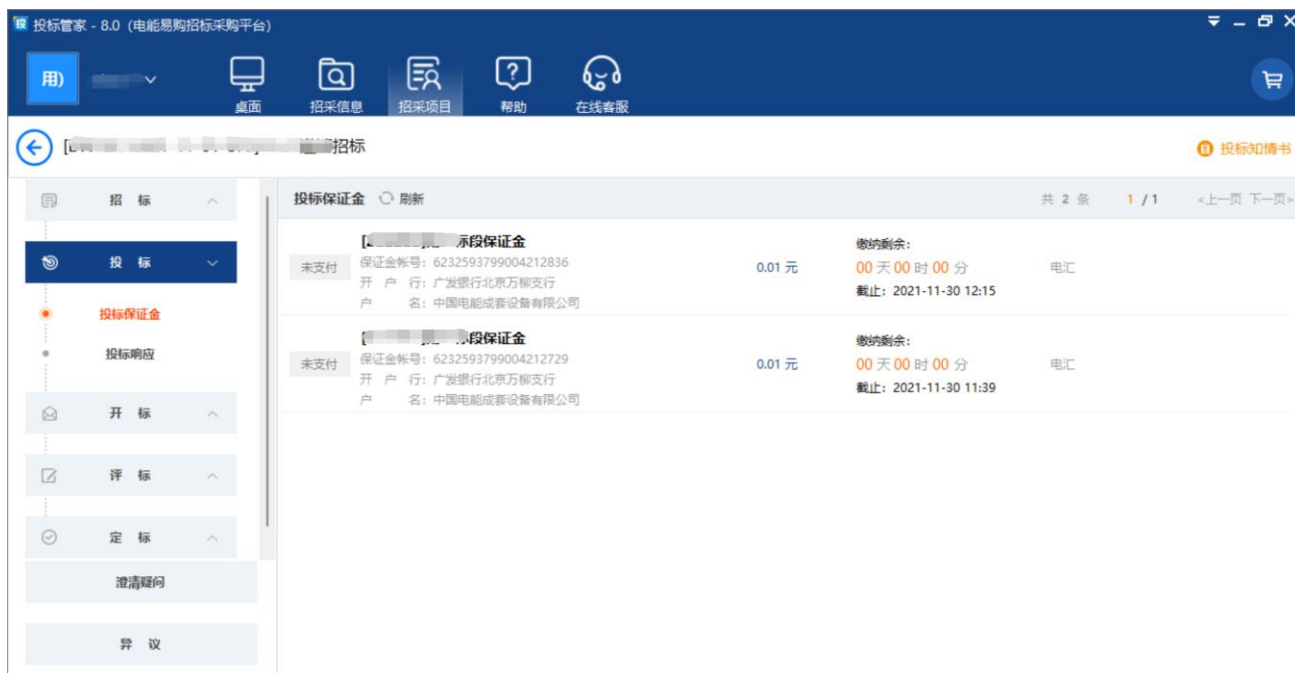 投标管家 - 8.0（电能易购招标采购平台）
用)
桌面 招采信息 招采项目 帮助 在线客服
招标
投标知情书
招 标
投 标
投标保证金
投标响应
开 标
评 标
定 标
澄清疑问
异 议
投标保证金 刷新 共 2 条 1 / 1 <上一页 下一页>
标段保证金
未支付
保证金帐号：6232593799004212836
开 户 行：广发银行北京万柳支行
户 名：中国电能成套设备有限公司
0.01 元
缴纳剩余：
00 天 00 时 00 分
截止：2021-11-30 12:15
电汇
标段保证金
未支付
保证金帐号：6232593799004212729
开 户 行：广发银行北京万柳支行
户 名：中国电能成套设备有限公司
0.01 元
缴纳剩余：
00 天 00 时 00 分
截止：2021-11-30 11:39
电汇